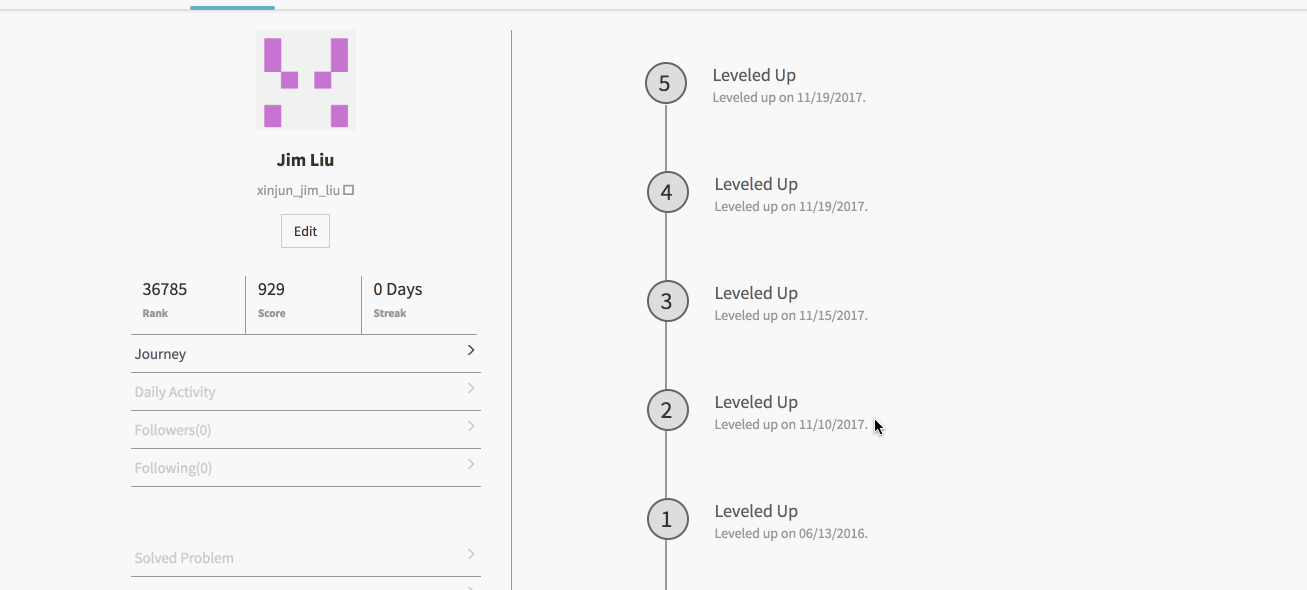 Jim Liu
xinjun_jim_liu
Edit
36785 929 0 Days
Rank Score Streak
Journey
Daily Activity
Followers(0)
Following(0)
Solved Problem
5 Leveled Up
Leveled up on 11/19/2017.
4 Leveled Up
Leveled up on 11/19/2017.
3 Leveled Up
Leveled up on 11/15/2017.
2 Leveled Up
Leveled up on 11/10/2017.
1 Leveled Up
Leveled up on 06/13/2016.